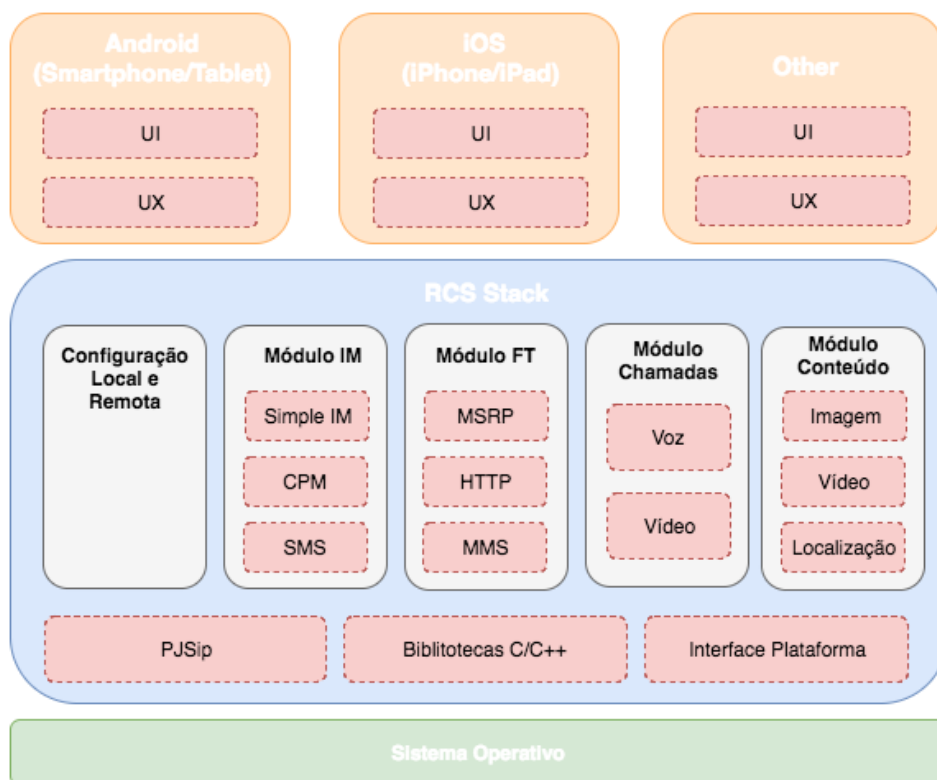 Android
(Smartphone/Tablet)
UI
UX
iOS
(iPhone/iPad)
UI
UX
Other
UI
UX
RCS Stack
Configuração
Local e
Remota
Módulo IM
Simple IM
CPM
SMS
Módulo FT
MSRP
HTTP
MMS
Módulo
Chamadas
Voz
Vídeo
Módulo
Conteúdo
Imagem
Vídeo
Localização
PJSip
Biblitotecas C/C++
Interface Plataforma
Sistema Operativo